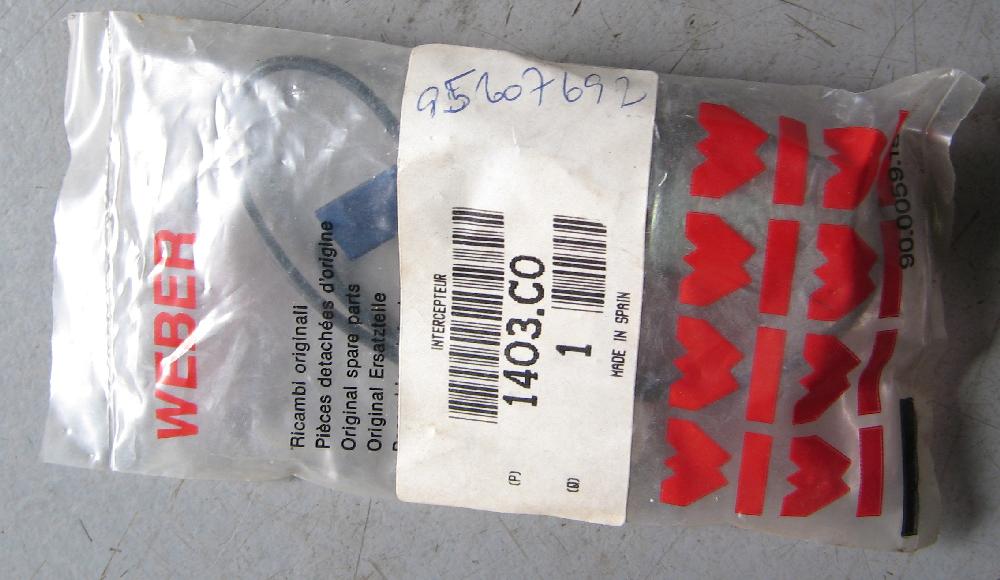 95607692
WEBER
Ricambi originali
Pièces detachées d'origine
Original spare parts
Original Ersatzteile
INTERCEPTEUR
1403.CO
1
MADE IN SPAIN
(P)
(Q)